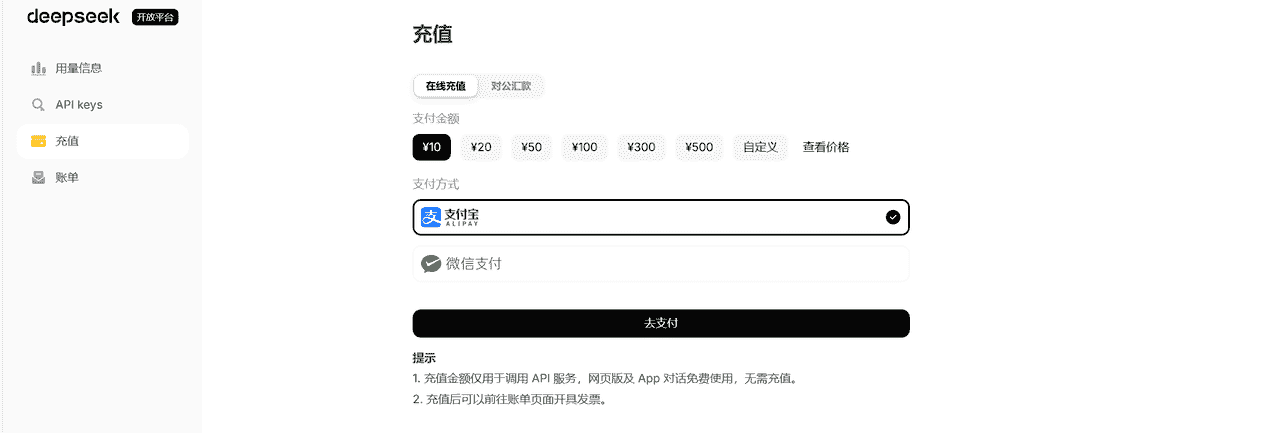 deepseek 开放平台
用量信息
API keys
充值
账单
充值
在线充值 对公汇款
支付金额
¥10 ¥20 ¥50 ¥100 ¥300 ¥500 自定义 查看价格
支付方式
支 支付宝
ALIPAY
微信支付
去支付
提示
1. 充值金额仅用于调用 API 服务，网页版及 App 对话免费使用，无需充值。
2. 充值后可以前往账单页面开具发票。